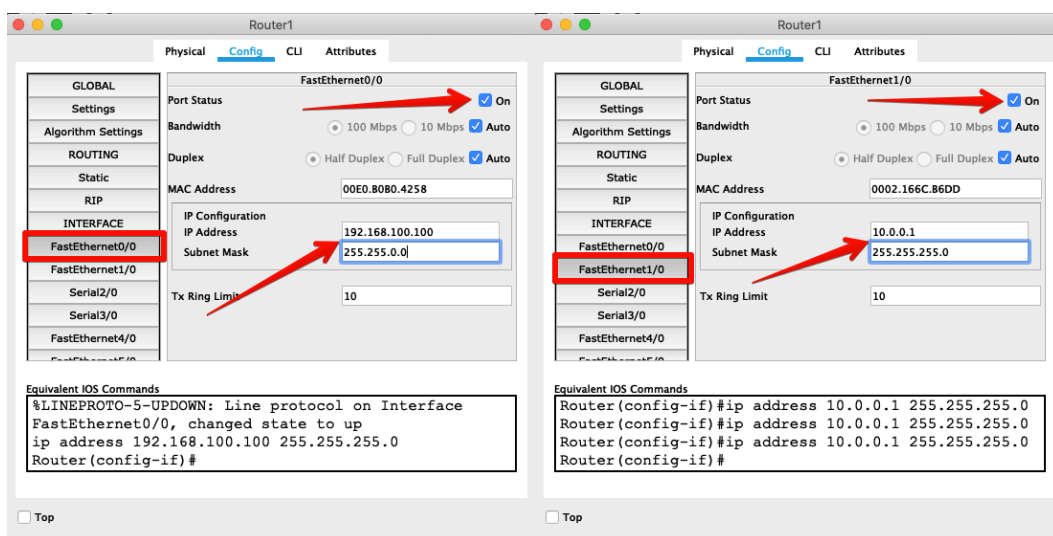 Router1
Physical Config CLI Attributes
GLOBAL
Settings
Algorithm Settings
ROUTING
Static
RIP
INTERFACE
FastEthernet0/0
FastEthernet1/0
Serial2/0
Serial3/0
FastEthernet4/0
FastEthernet0/0
Port Status On
Bandwidth 100 Mbps 10 Mbps Auto
Duplex Half Duplex Full Duplex Auto
MAC Address 00E0.B0B0.4258
IP Configuration
IP Address 192.168.100.100
Subnet Mask 255.255.0.0
Tx Ring Limit 10
Equivalent IOS Commands
%LINEPROTO-5-UPDOWN: Line protocol on Interface
FastEthernet0/0, changed state to up
ip address 192.168.100.100 255.255.255.0
Router(config-if)#
Top
Router1
Physical Config CLI Attributes
GLOBAL
Settings
Algorithm Settings
ROUTING
Static
RIP
INTERFACE
FastEthernet0/0
FastEthernet1/0
Serial2/0
Serial3/0
FastEthernet4/0
FastEthernet1/0
Port Status On
Bandwidth 100 Mbps 10 Mbps Auto
Duplex Half Duplex Full Duplex Auto
MAC Address 0002.166C.B6DD
IP Configuration
IP Address 10.0.0.1
Subnet Mask 255.255.255.0
Tx Ring Limit 10
Equivalent IOS Commands
Router(config-if)#ip address 10.0.0.1 255.255.255.0
Router(config-if)#ip address 10.0.0.1 255.255.255.0
Router(config-if)#ip address 10.0.0.1 255.255.255.0
Router(config-if)#
Top